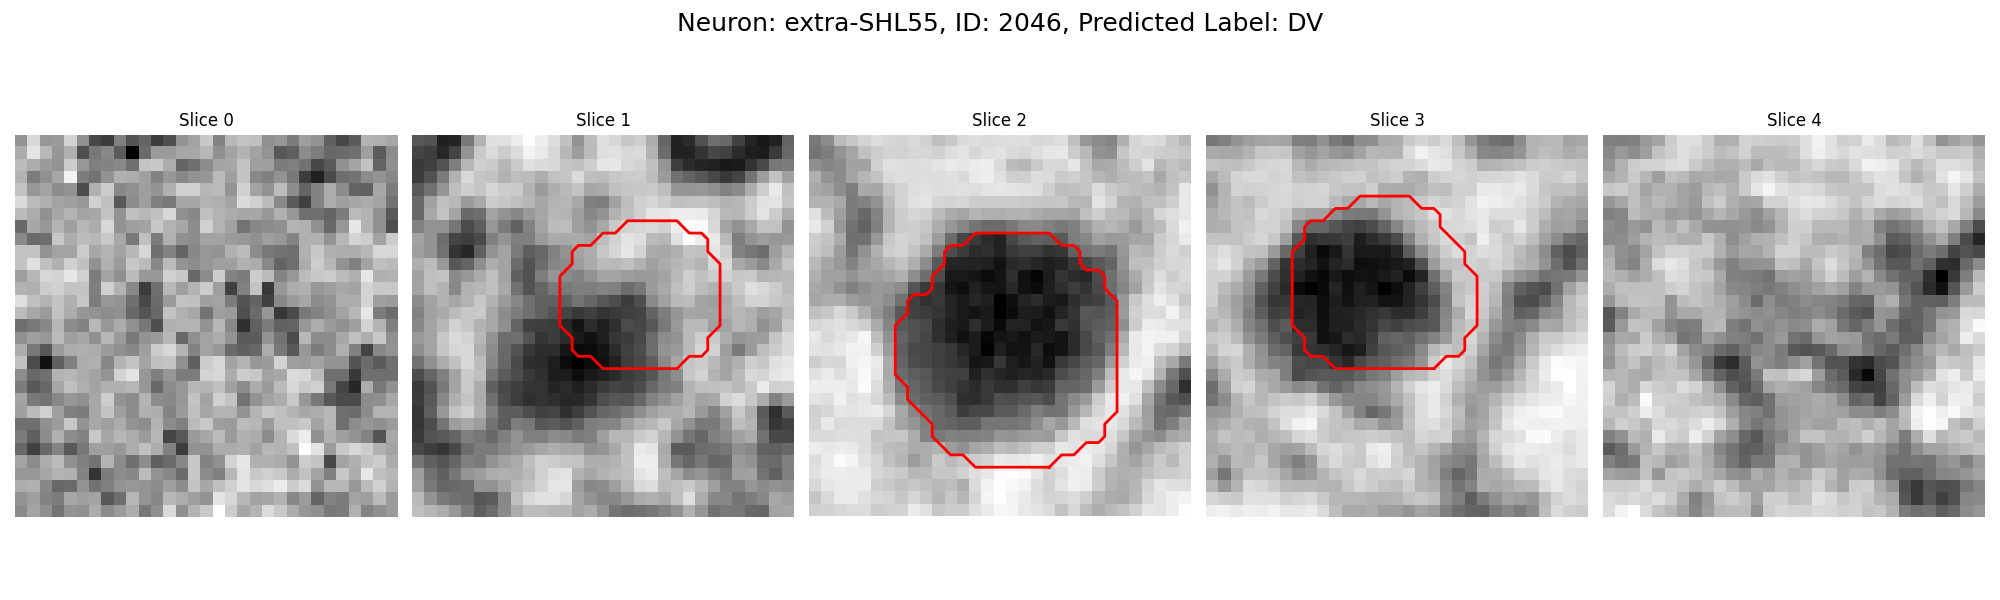 Neuron: extra-SHL55, ID: 2046, Predicted Label: DV
Slice 0
Slice 1
Slice 2
Slice 3
Slice 4